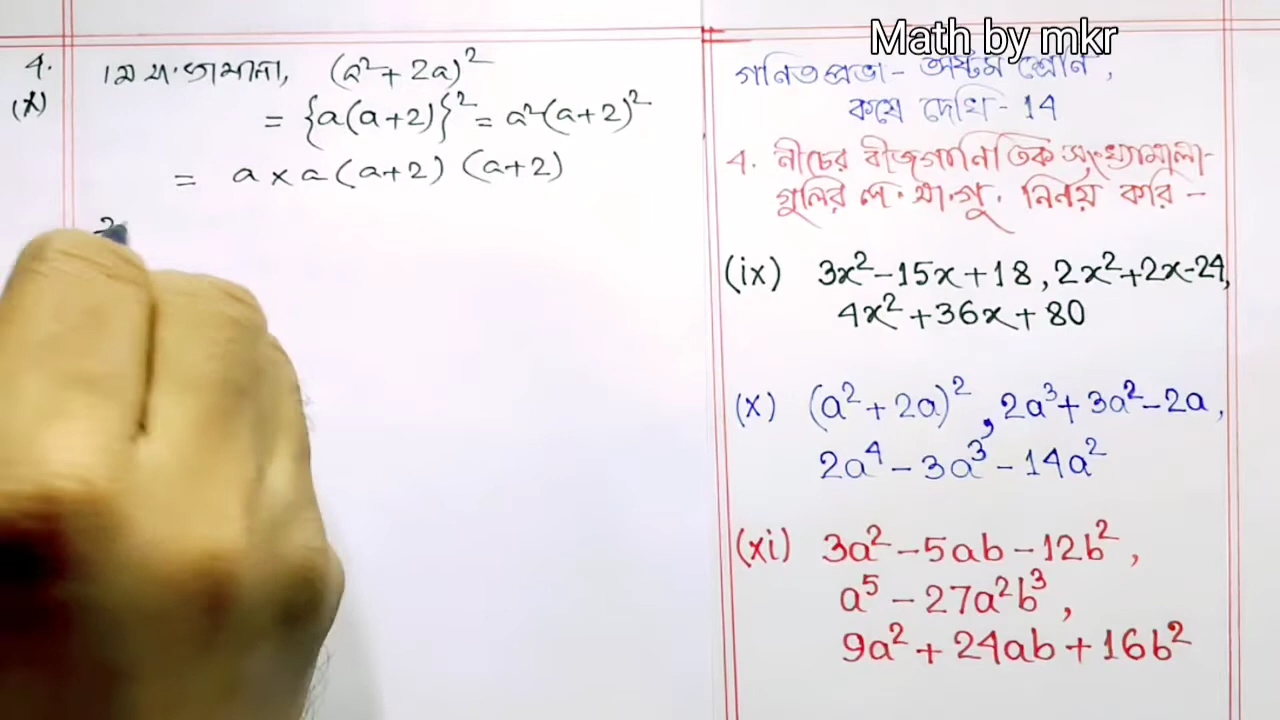 Math by mkr
4.
(x)
১ম সং·খ্যামালা, (a²+2a)²
= {a(a+2)}² = a²(a+2)²
= a×a(a+2) (a+2)
2
গণিতপ্রভা- অষ্টম শ্রেণি,
কষে দেখি - 14
4. নীচের বীজগাণিতিক সংখ্যামালা-
গুলির ল.সা.গু. নির্ণয় করি -
(ix) 3x²-15x+18, 2x²+2x-24,
4x²+36x+80
(x) (a²+2a)², 2a³+3a²-2a,
2a⁴-3a³-14a²
(xi) 3a²-5ab-12b²,
a⁵-27a²b³,
9a²+24ab+16b²